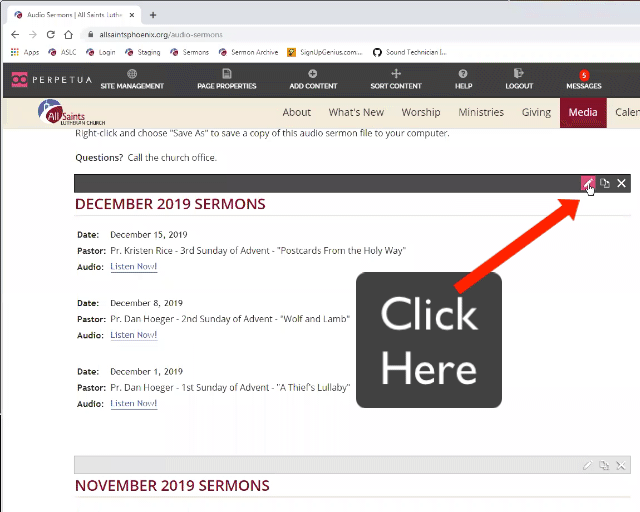 Audio Sermons | All Saints Luthe
allsaintsphoenix.org/audio-sermons
Apps ASLC Login Staging Sermons Sermon Archive SignUpGenius.com... Sound Technician I...
PERPETUA SITE MANAGEMENT PAGE PROPERTIES ADD CONTENT SORT CONTENT HELP LOGOUT 5 MESSAGES
All Saints
LUTHERAN CHURCH
About What's New Worship Ministries Giving Media Calen
Right-click and choose "Save As" to save a copy of this audio sermon file to your computer.
Questions? Call the church office.
DECEMBER 2019 SERMONS
Date: December 15, 2019
Pastor: Pr. Kristen Rice - 3rd Sunday of Advent - "Postcards From the Holy Way"
Audio: Listen Now!
Date: December 8, 2019
Pastor: Pr. Dan Hoeger - 2nd Sunday of Advent - "Wolf and Lamb"
Audio: Listen Now!
Date: December 1, 2019
Pastor: Pr. Dan Hoeger - 1st Sunday of Advent - "A Thief's Lullaby"
Audio: Listen Now!
Click
Here
NOVEMBER 2019 SERMONS